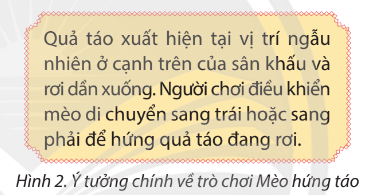 Quả táo xuất hiện tại vị trí ngẫu
nhiên ở cạnh trên của sân khấu và
rơi dần xuống. Người chơi điều khiển
mèo di chuyển sang trái hoặc sang
phải để hứng quả táo đang rơi.
Hình 2. Ý tưởng chính về trò chơi Mèo hứng táo